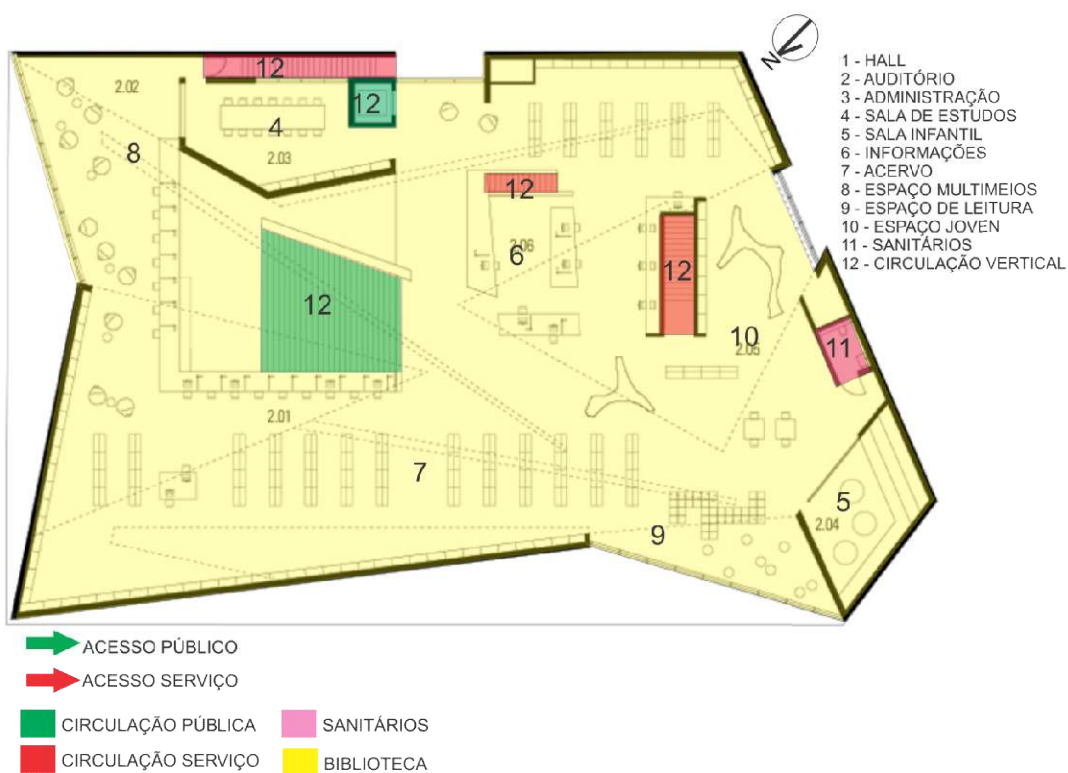 N
1 - HALL
2 - AUDITÓRIO
3 - ADMINISTRAÇÃO
4 - SALA DE ESTUDOS
5 - SALA INFANTIL
6 - INFORMAÇÕES
7 - ACERVO
8 - ESPAÇO MULTIMEIOS
9 - ESPAÇO DE LEITURA
10 - ESPAÇO JOVEN
11 - SANITÁRIOS
12 - CIRCULAÇÃO VERTICAL
12
2.02
12
4
8
2.03
12
2.06
6
12
12
10
2.05
11
2.01
7
5
2.04
9
ACESSO PÚBLICO
ACESSO SERVIÇO
CIRCULAÇÃO PÚBLICA
SANITÁRIOS
CIRCULAÇÃO SERVIÇO
BIBLIOTECA